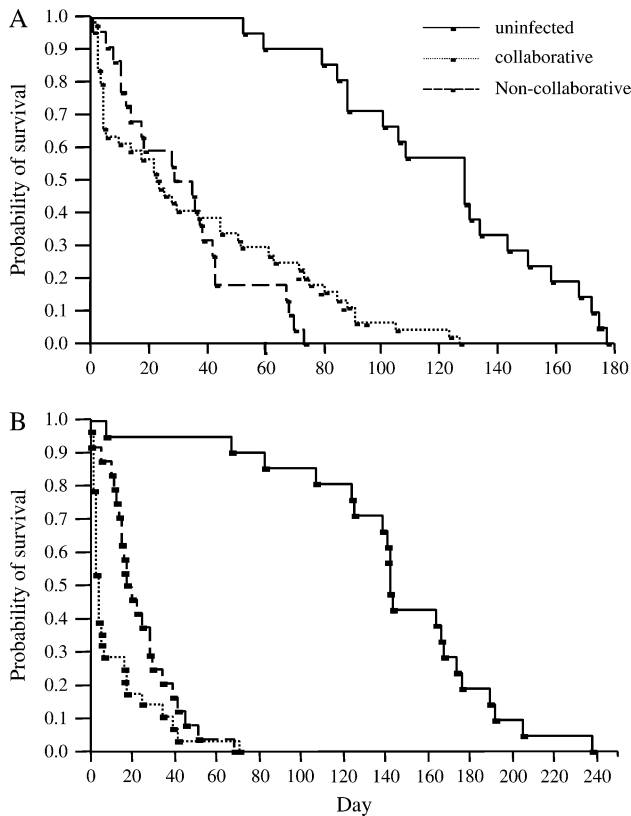 A
uninfected
collaborative
Non-collaborative
Probability of survival
1.0
0.9
0.8
0.7
0.6
0.5
0.4
0.3
0.2
0.1
0.0
0 20 40 60 80 100 120 140 160 180
B
Probability of survival
1.0
0.9
0.8
0.7
0.6
0.5
0.4
0.3
0.2
0.1
0.0
0 20 40 60 80 100 120 140 160 180 200 220 240
Day